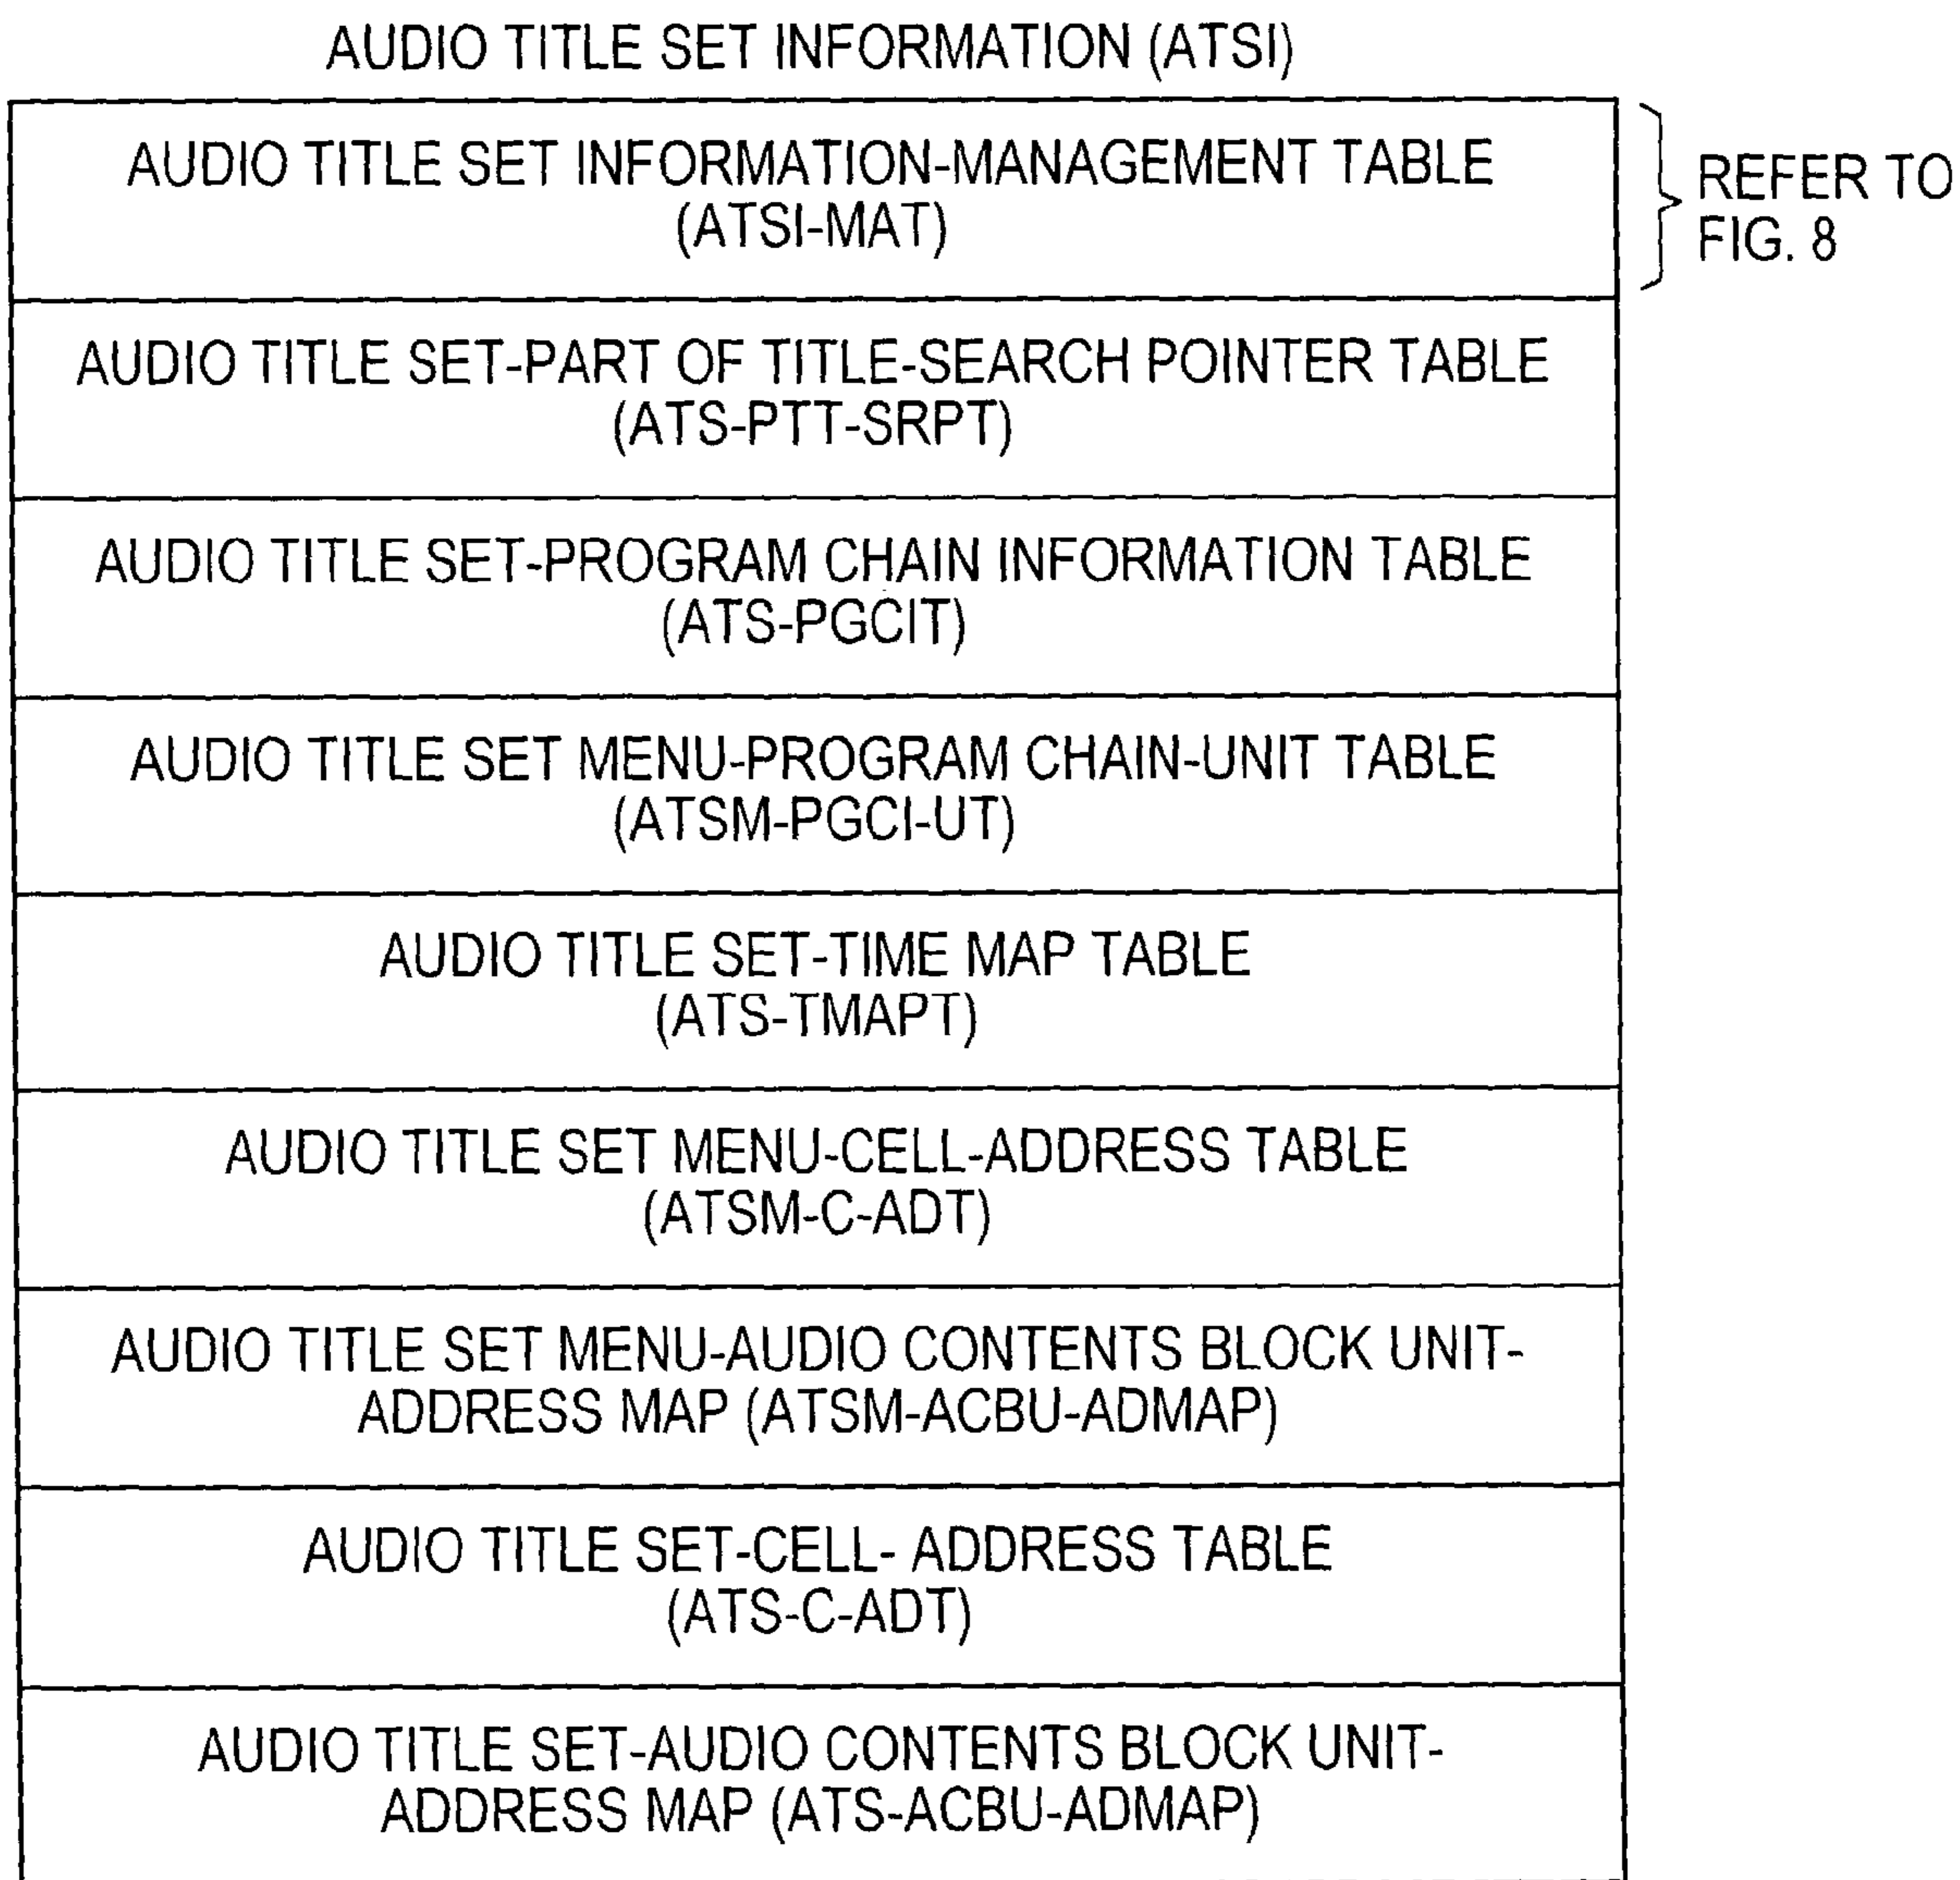 AUDIO TITLE SET INFORMATION (ATSI)
AUDIO TITLE SET INFORMATION-MANAGEMENT TABLE
(ATSI-MAT)
REFER TO
FIG. 8
AUDIO TITLE SET-PART OF TITLE-SEARCH POINTER TABLE
(ATS-PTT-SRPT)
AUDIO TITLE SET-PROGRAM CHAIN INFORMATION TABLE
(ATS-PGCIT)
AUDIO TITLE SET MENU-PROGRAM CHAIN-UNIT TABLE
(ATSM-PGCI-UT)
AUDIO TITLE SET-TIME MAP TABLE
(ATS-TMAPT)
AUDIO TITLE SET MENU-CELL-ADDRESS TABLE
(ATSM-C-ADT)
AUDIO TITLE SET MENU-AUDIO CONTENTS BLOCK UNIT-
ADDRESS MAP (ATSM-ACBU-ADMAP)
AUDIO TITLE SET-CELL- ADDRESS TABLE
(ATS-C-ADT)
AUDIO TITLE SET-AUDIO CONTENTS BLOCK UNIT-
ADDRESS MAP (ATS-ACBU-ADMAP)